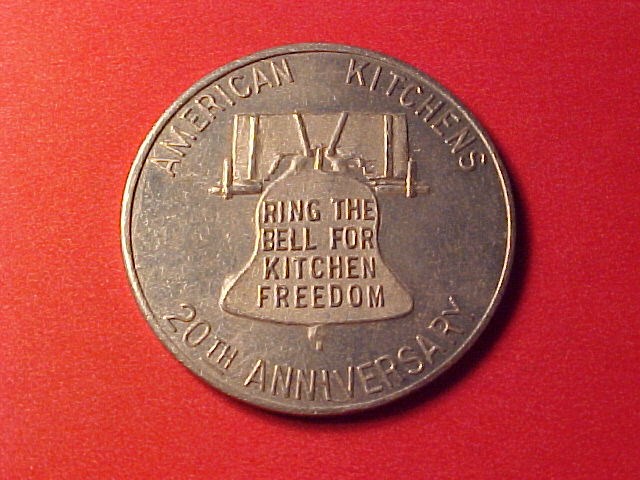 AMERICAN KITCHENS
RING THE
BELL FOR
KITCHEN
FREEDOM
20TH ANNIVERSARY